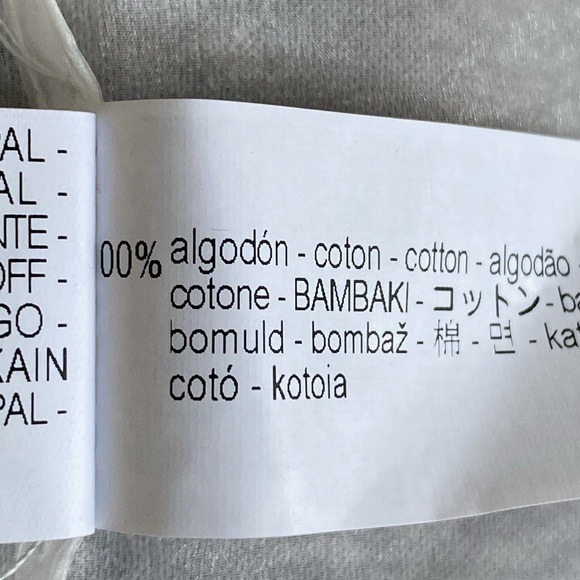 PAL -
AL -
NTE -
OFF -
GO -
KAIN
PAL -
00%
algodón - coton - cotton - algodão -
cotone - BAMBAKI - コットン - ba
bomuld - bombaž - 棉 - 면 - kat
cotó - kotoia